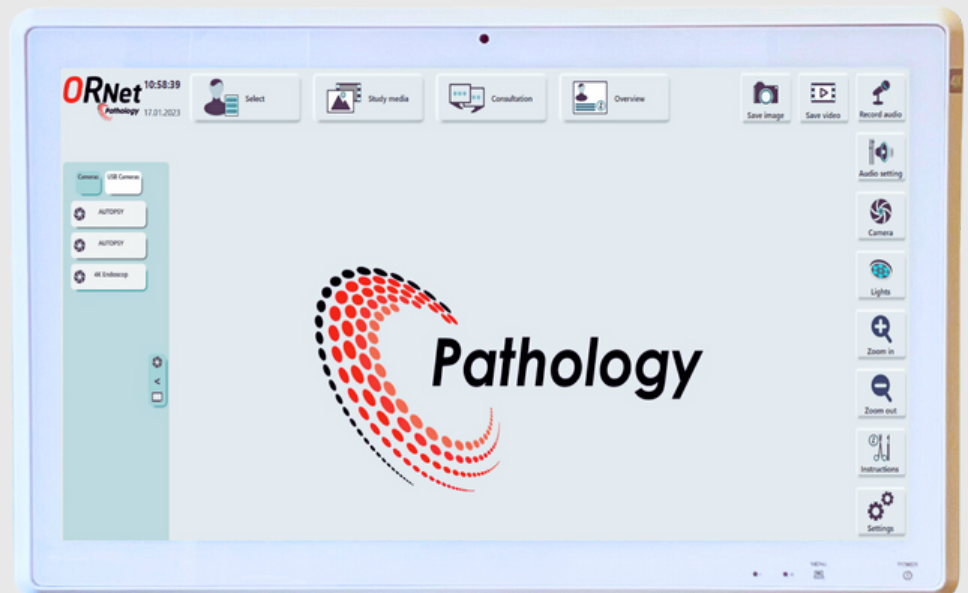 ORNet
Pathology
10:58:39
17.01.2023
Select
Study media
Consultation
Overview
Save image
Save video
Record audio
Audio setting
Camera
Lights
Zoom in
Zoom out
Instructions
Settings
Cameras
USB Cameras
AUTOPSY
AUTOPSY
4K Endoscop
Pathology
MENU
POWER